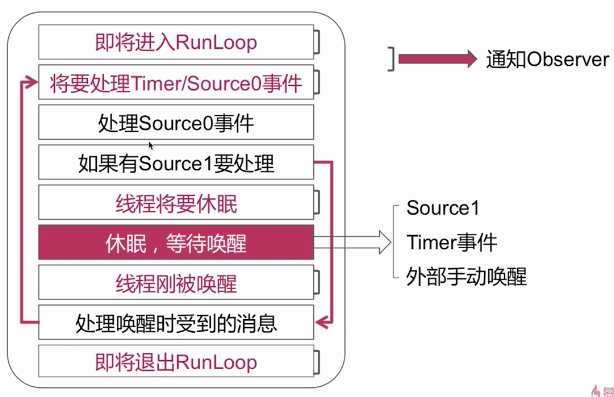 即将进入RunLoop
将要处理Timer/Source0事件
处理Source0事件
如果有Source1要处理
线程将要休眠
休眠，等待唤醒
线程刚被唤醒
处理唤醒时受到的消息
即将退出RunLoop
通知Observer
Source1
Timer事件
外部手动唤醒